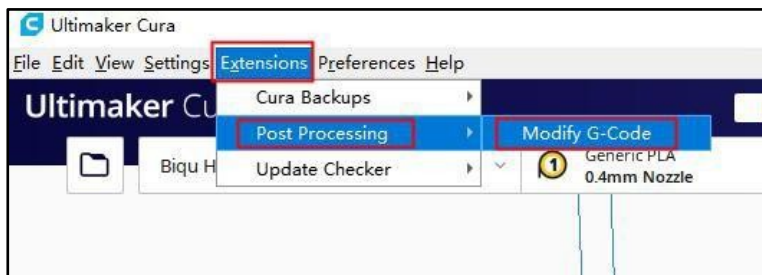 Ultimaker Cura
File Edit View Settings Extensions Preferences Help
Ultimaker Cu
Cura Backups
Post Processing
Modify G-Code
Update Checker
Biqu H
1
Generic PLA
0.4mm Nozzle